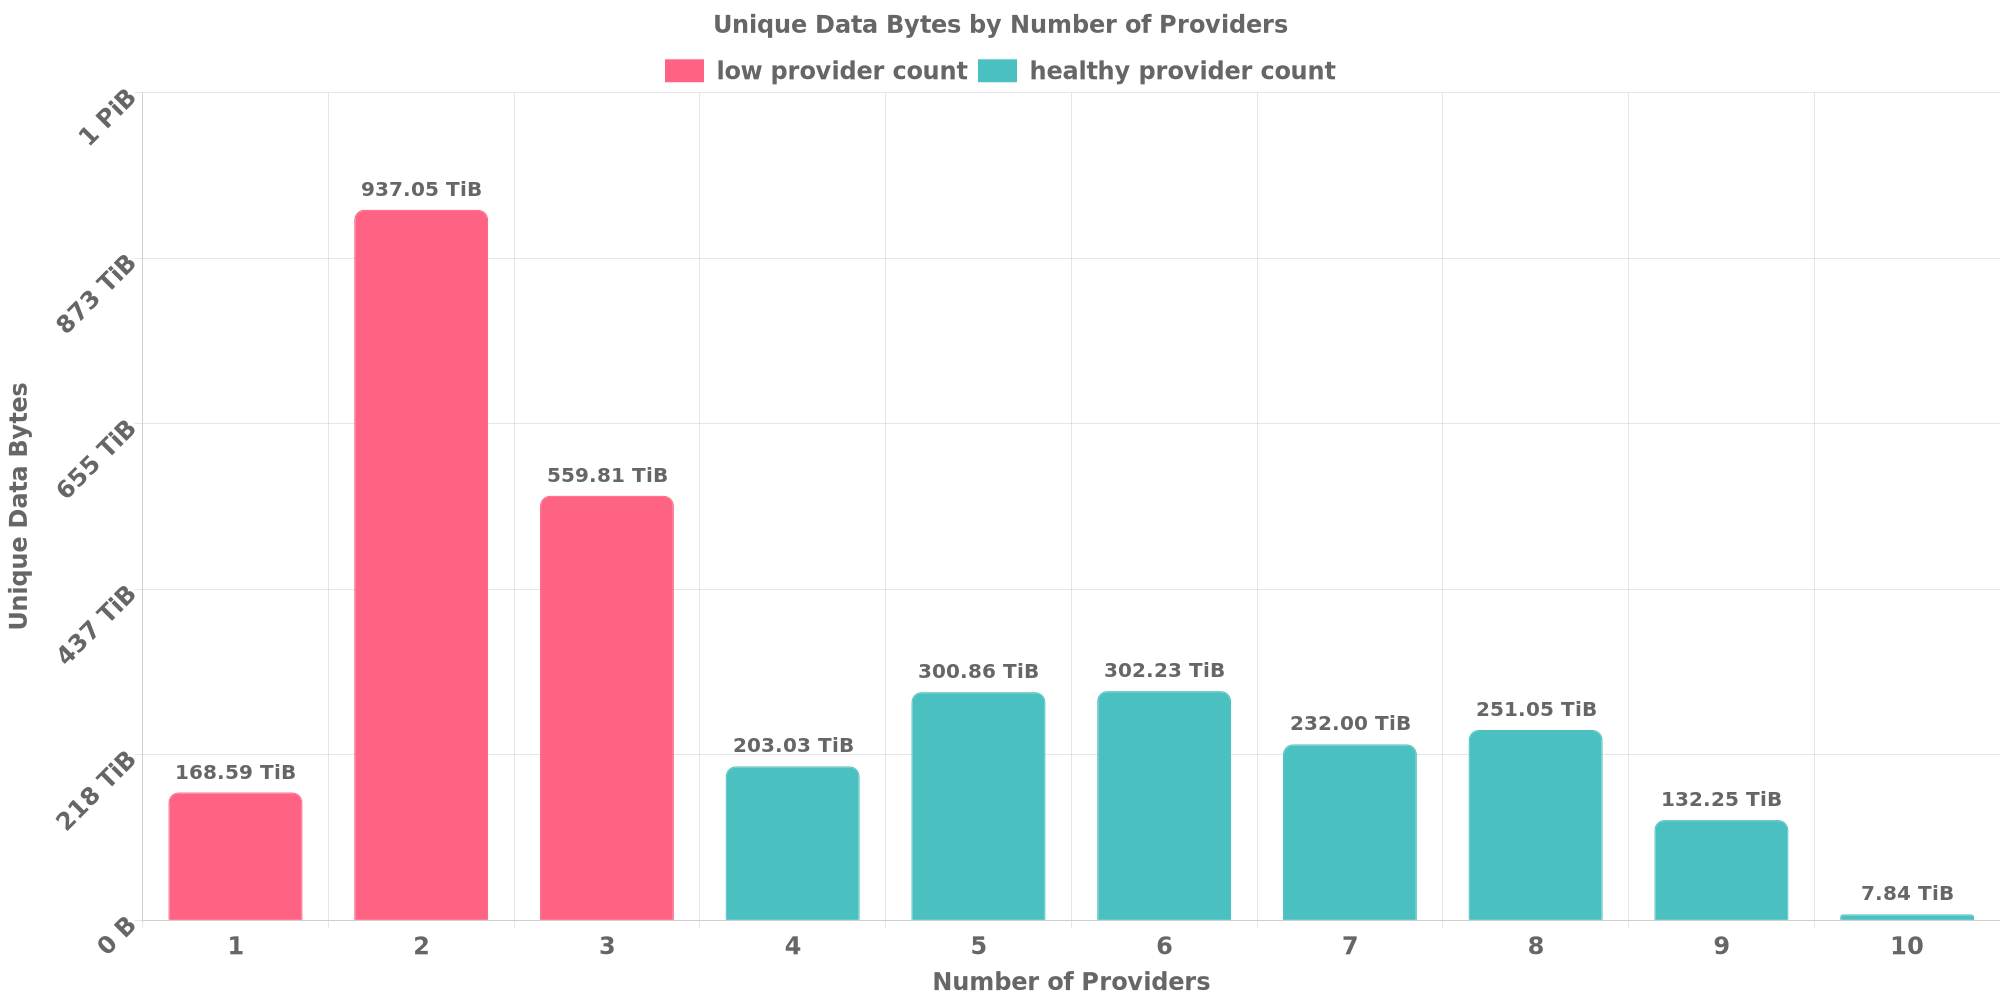 Unique Data Bytes by Number of Providers
low provider count healthy provider count
1 PiB
873 TiB
655 TiB
437 TiB
218 TiB
0 B
Unique Data Bytes
168.59 TiB
937.05 TiB
559.81 TiB
203.03 TiB
300.86 TiB
302.23 TiB
232.00 TiB
251.05 TiB
132.25 TiB
7.84 TiB
1 2 3 4 5 6 7 8 9 10
Number of Providers